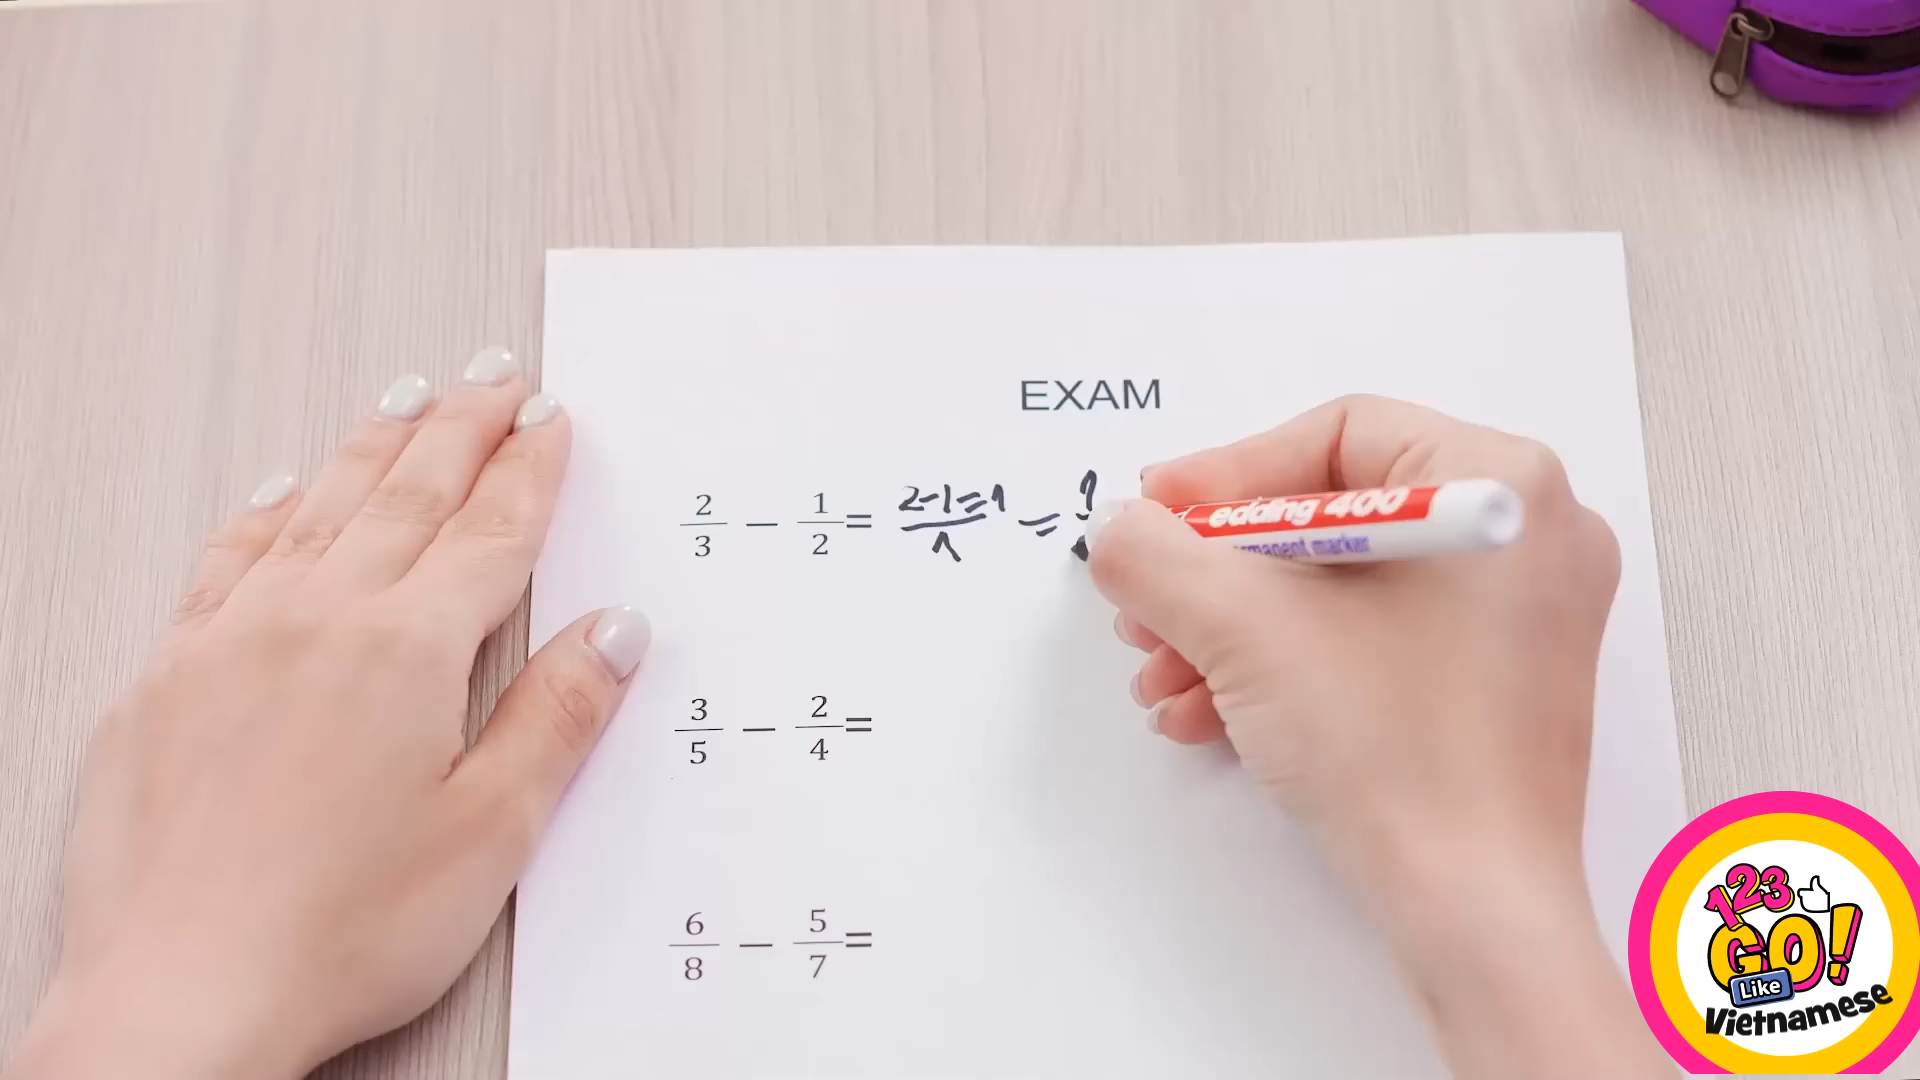 EXAM
2/3 — 1/2 = 2-1=1/1 = 1
3/5 — 2/4 =
6/8 — 5/7 =
edding 400
permanent marker
123
GO!
Like
Vietnamese